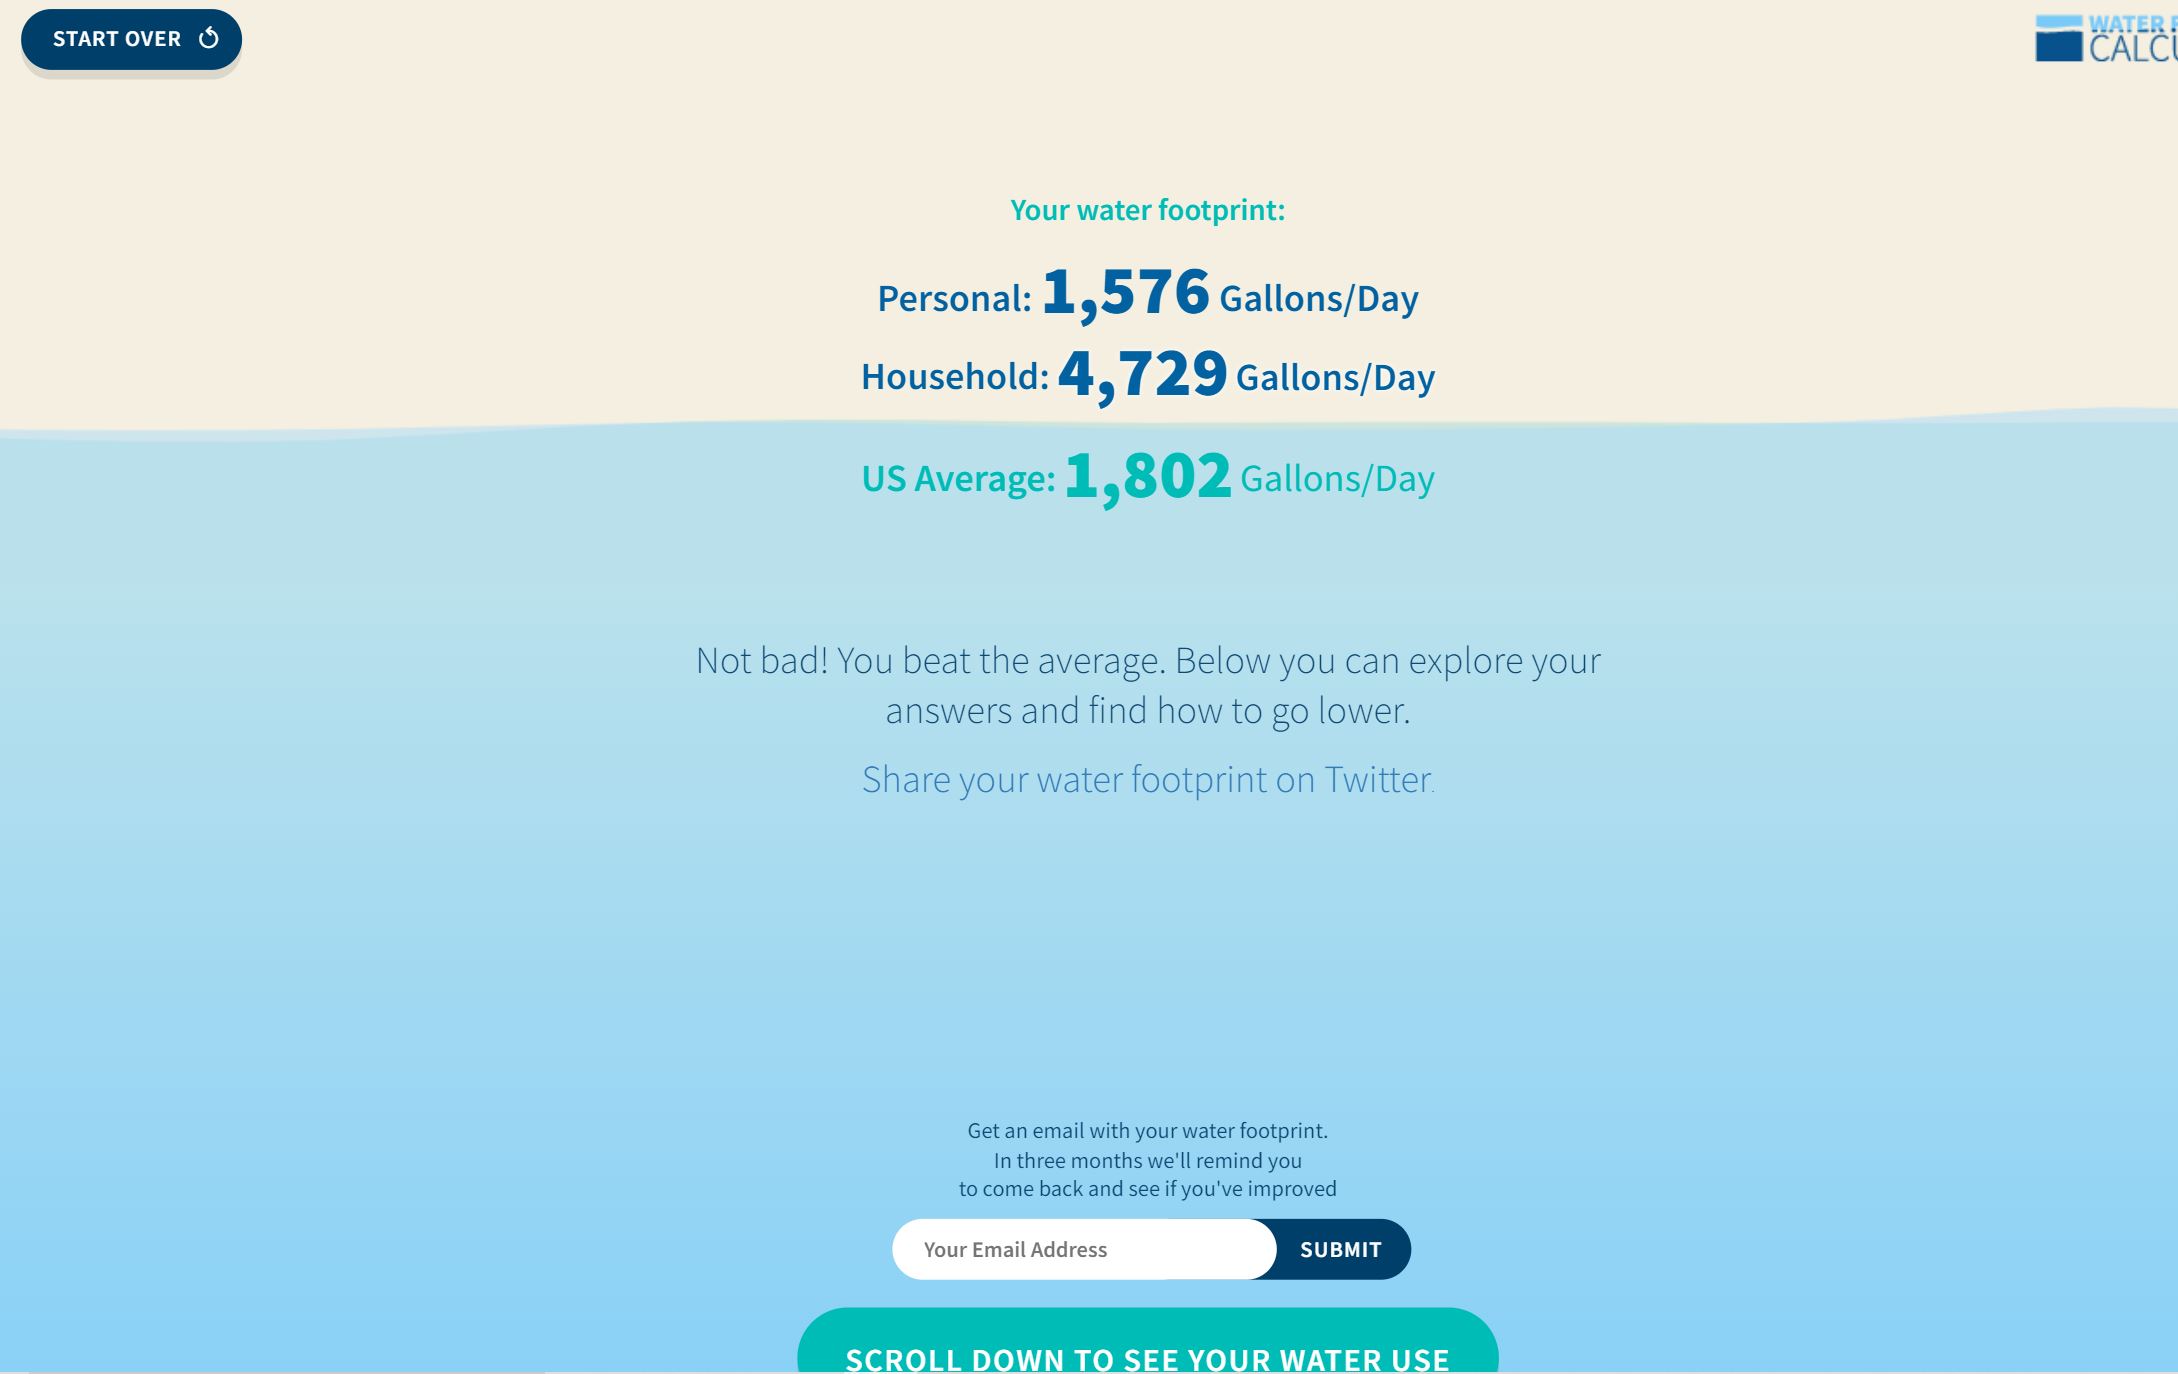 START OVER
WATER
CALCU
Your water footprint:
Personal: 1,576 Gallons/Day
Household: 4,729 Gallons/Day
US Average: 1,802 Gallons/Day
Not bad! You beat the average. Below you can explore your
answers and find how to go lower.
Share your water footprint on Twitter.
Get an email with your water footprint.
In three months we'll remind you
to come back and see if you've improved
Your Email Address
SUBMIT
SCROLL DOWN TO SEE YOUR WATER USE